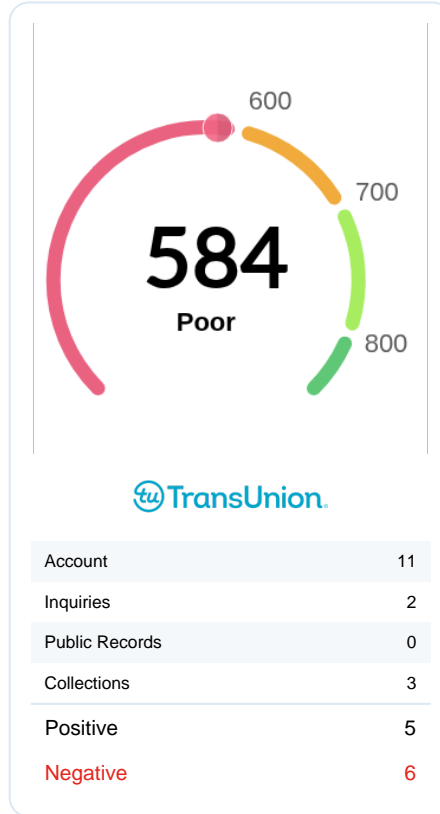 600
700
584
Poor
800
tu TransUnion.
Account 11
Inquiries 2
Public Records 0
Collections 3
Positive 5
Negative 6